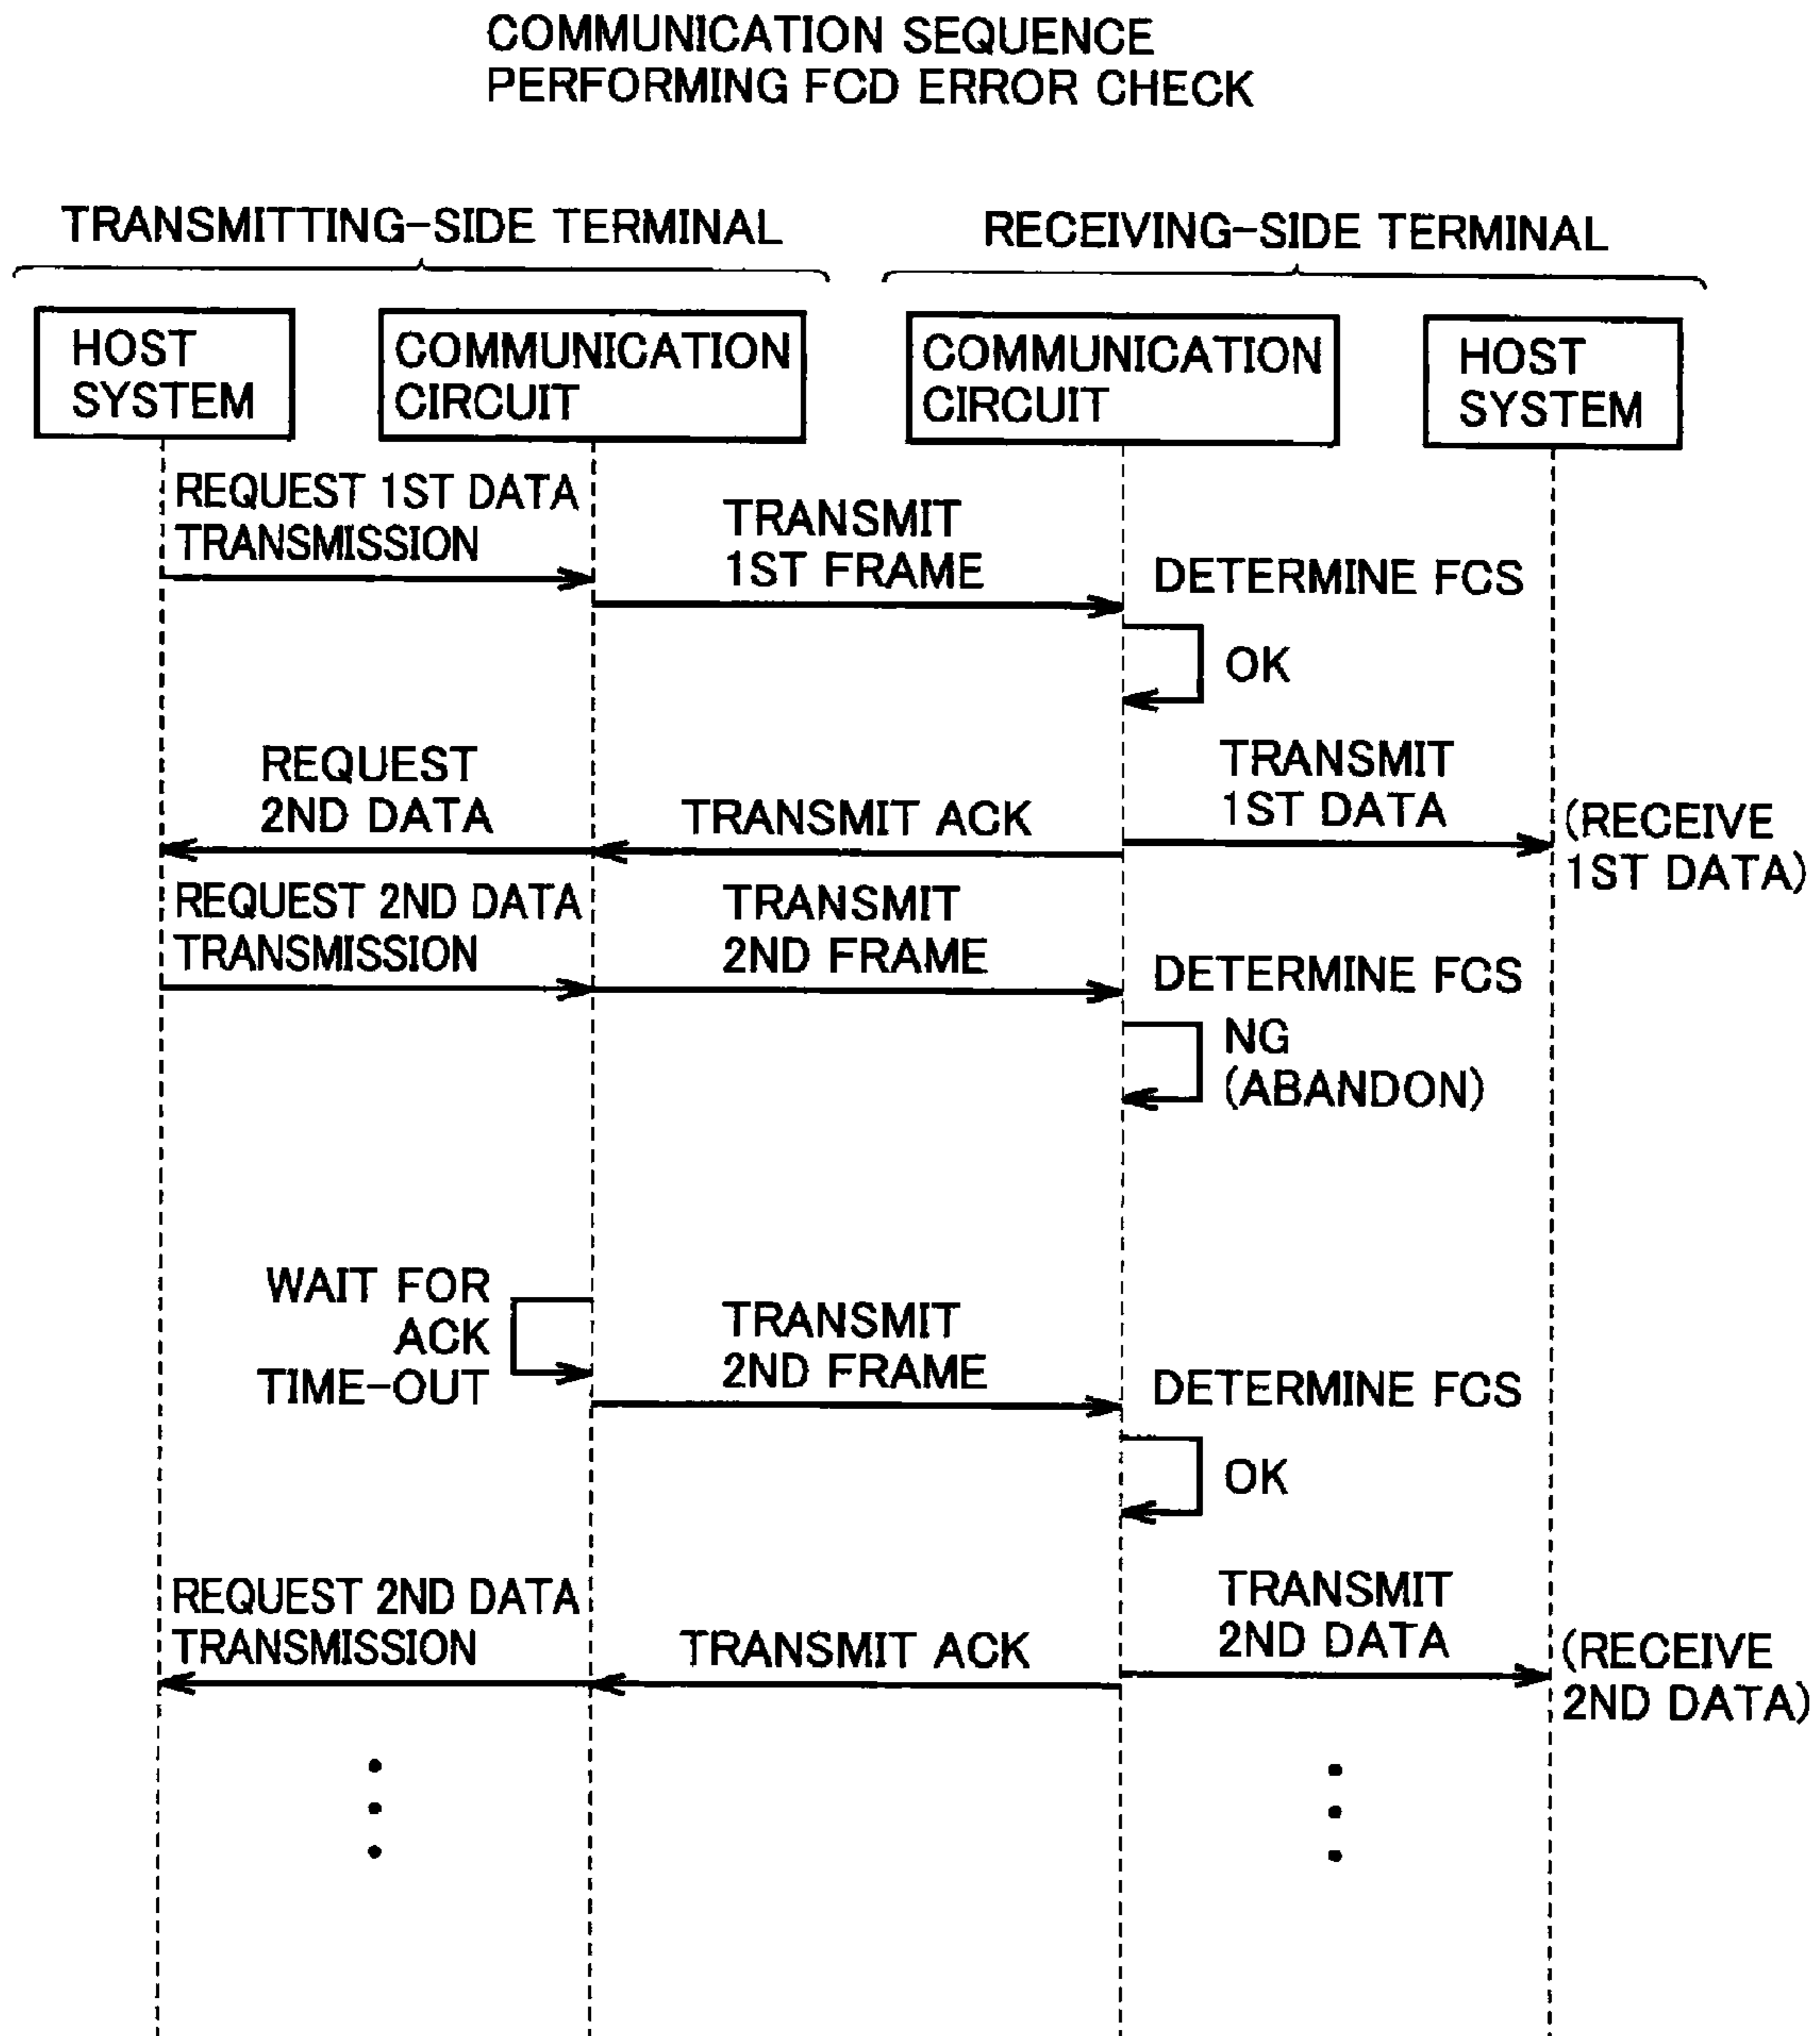 COMMUNICATION SEQUENCE
PERFORMING FCD ERROR CHECK
TRANSMITTING-SIDE TERMINAL
RECEIVING-SIDE TERMINAL
HOST
SYSTEM
COMMUNICATION
CIRCUIT
COMMUNICATION
CIRCUIT
HOST
SYSTEM
REQUEST 1ST DATA
TRANSMISSION
TRANSMIT
1ST FRAME
DETERMINE FCS
OK
REQUEST
2ND DATA
TRANSMIT ACK
TRANSMIT
1ST DATA
(RECEIVE
1ST DATA)
REQUEST 2ND DATA
TRANSMISSION
TRANSMIT
2ND FRAME
DETERMINE FCS
NG
(ABANDON)
WAIT FOR
ACK
TIME-OUT
TRANSMIT
2ND FRAME
DETERMINE FCS
OK
REQUEST 2ND DATA
TRANSMISSION
TRANSMIT ACK
TRANSMIT
2ND DATA
(RECEIVE
2ND DATA)